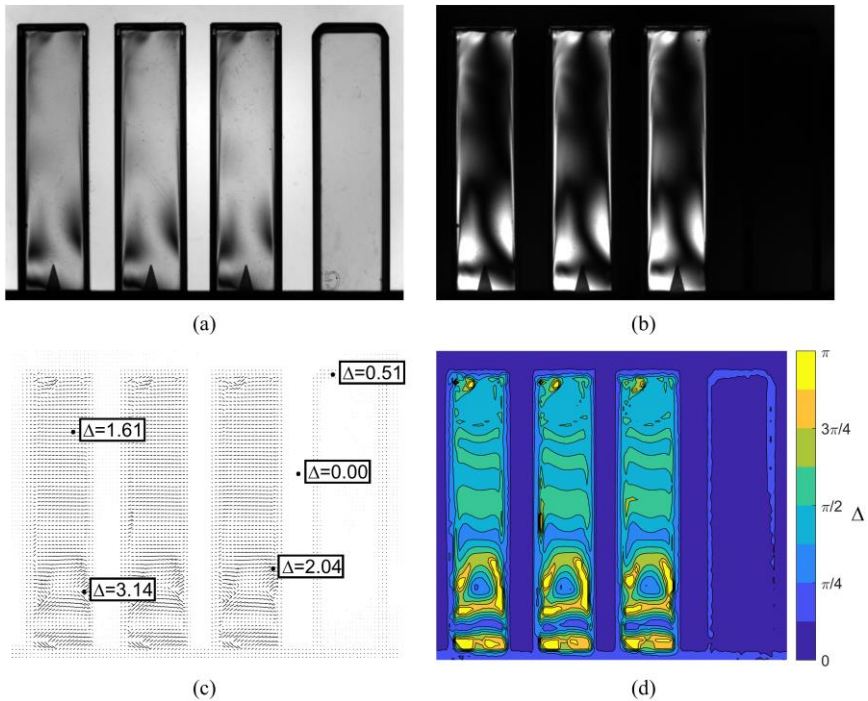 (a)
(b)
Δ=0.51
Δ=1.61
Δ=0.00
Δ=2.04
Δ=3.14
(c)
π
3π/4
π/2
π/4
0
Δ
(d)